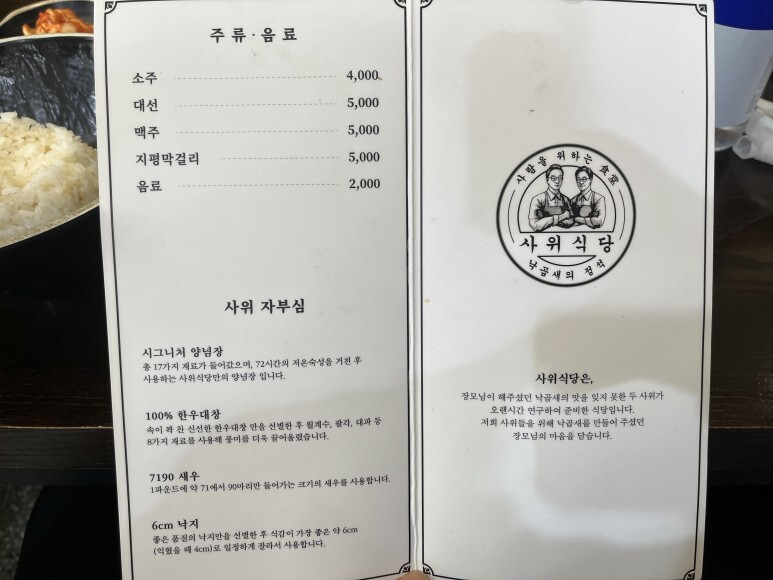 주류·음료
소주 4,000
대선 5,000
맥주 5,000
지평막걸리 5,000
음료 2,000
사위 자부심
시그니처 양념장
총 17가지 재료가 들어갔으며, 72시간의 저온숙성을 거친 후
사용하는 사위식당만의 양념장 입니다.
100% 한우대창
속이 꽉 찬 신선한 한우대창 만을 선별한 후 월계수, 팔각, 대파 등
8가지 재료를 사용해 풍미를 더욱 끌어올렸습니다.
7190 새우
1파운드에 약 71에서 90마리만 들어가는 크기의 새우를 사용합니다.
6cm 낙지
좋은 품질의 낙지만을 선별한 후 식감이 가장 좋은 약 6cm
(익혔을 때 4cm)로 일정하게 잘라서 사용합니다.
사람을 위하는 食堂
사위식당
낙곱새의 정석
사위식당은,
장모님이 해주셨던 낙곱새의 맛을 잊지 못한 두 사위가
오랜시간 연구하여 준비한 식당입니다.
저희 사위들을 위해 낙곱새를 만들어 주셨던
장모님의 마음을 담습니다.